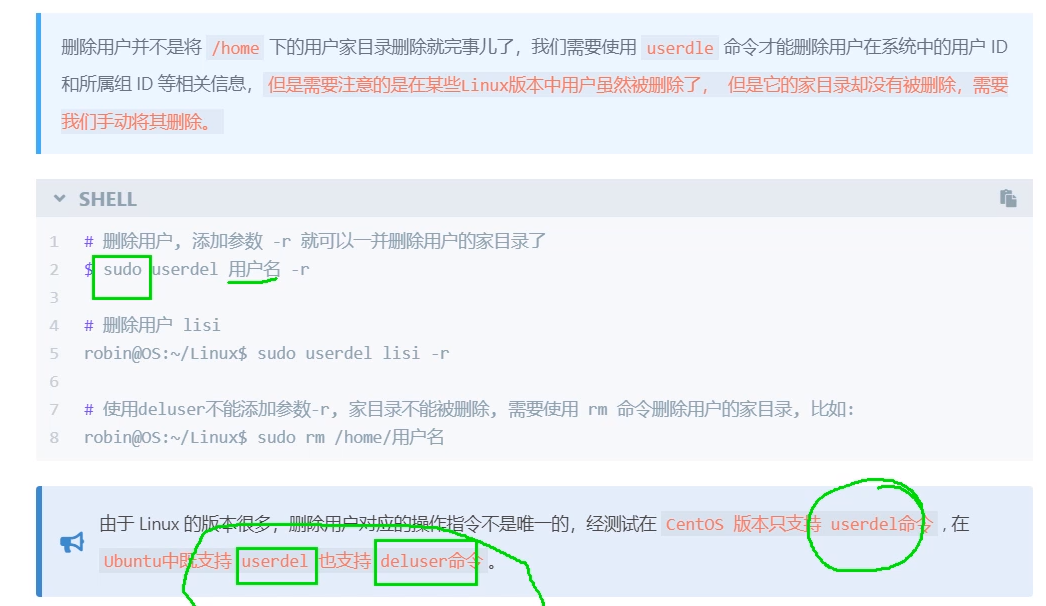 删除用户并不是将 /home 下的用户家目录删除就完事儿了，我们需要使用 userdle 命令才能删除用户在系统中的用户 ID
和所属组 ID 等相关信息，但是需要注意的是在某些Linux版本中用户虽然被删除了， 但是它的家目录却没有被删除，需要
我们手动将其删除。
SHELL
1 # 删除用户, 添加参数 -r 就可以一并删除用户的家目录了
2 $ sudo userdel 用户名 -r
3
4 # 删除用户 lisi
5 robin@OS:~/Linux$ sudo userdel lisi -r
6
7 # 使用deluser不能添加参数-r, 家目录不能被删除, 需要使用 rm 命令删除用户的家目录, 比如:
8 robin@OS:~/Linux$ sudo rm /home/用户名
由于 Linux 的版本很多，删除用户对应的操作指令不是唯一的，经测试在 CentOS 版本只支持 userdel命令 , 在
Ubuntu中既支持 userdel 也支持 deluser命令 。